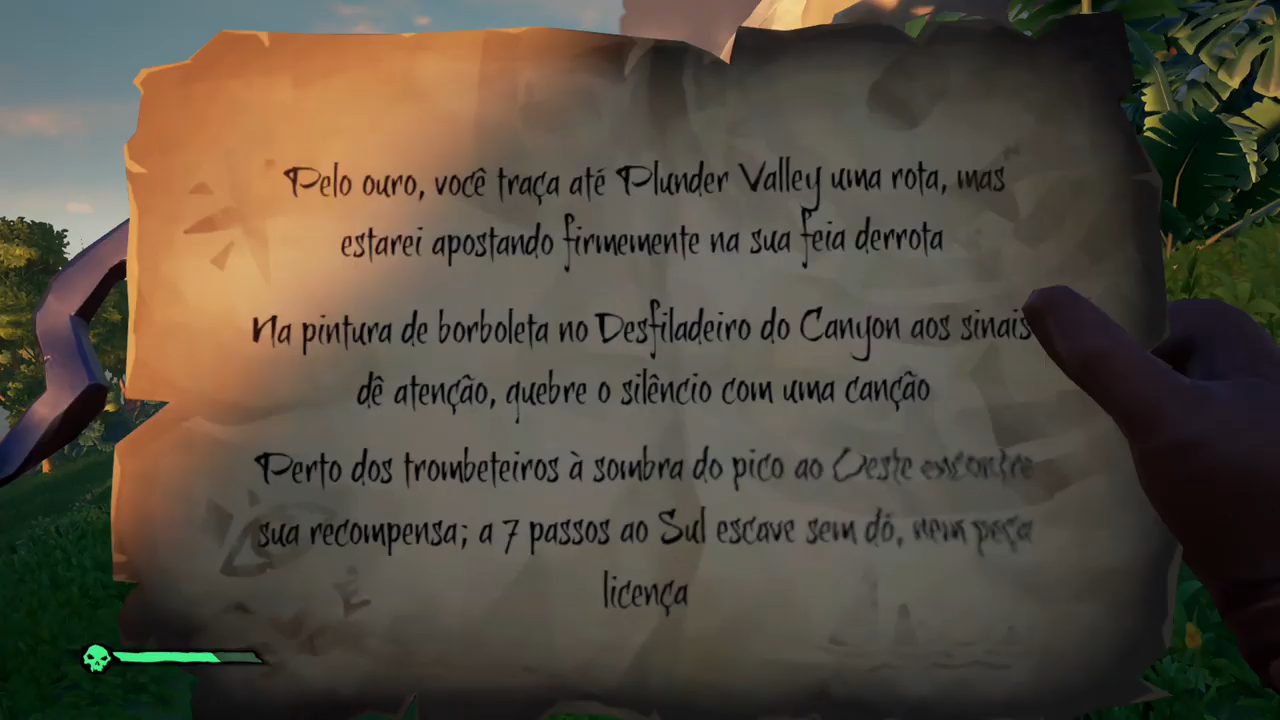 Pelo ouro, você traça até Plunder Valley uma rota, mas
estarei apostando firmemente na sua feia derrota
Na pintura de borboleta no Desfiladeiro do Canyon aos sinais
dê atenção, quebre o silêncio com uma canção
Perto dos trombeteiros à sombra do pico ao Oeste encontre
sua recompensa; a 7 passos ao Sul escave sem dó, nem peça
licença